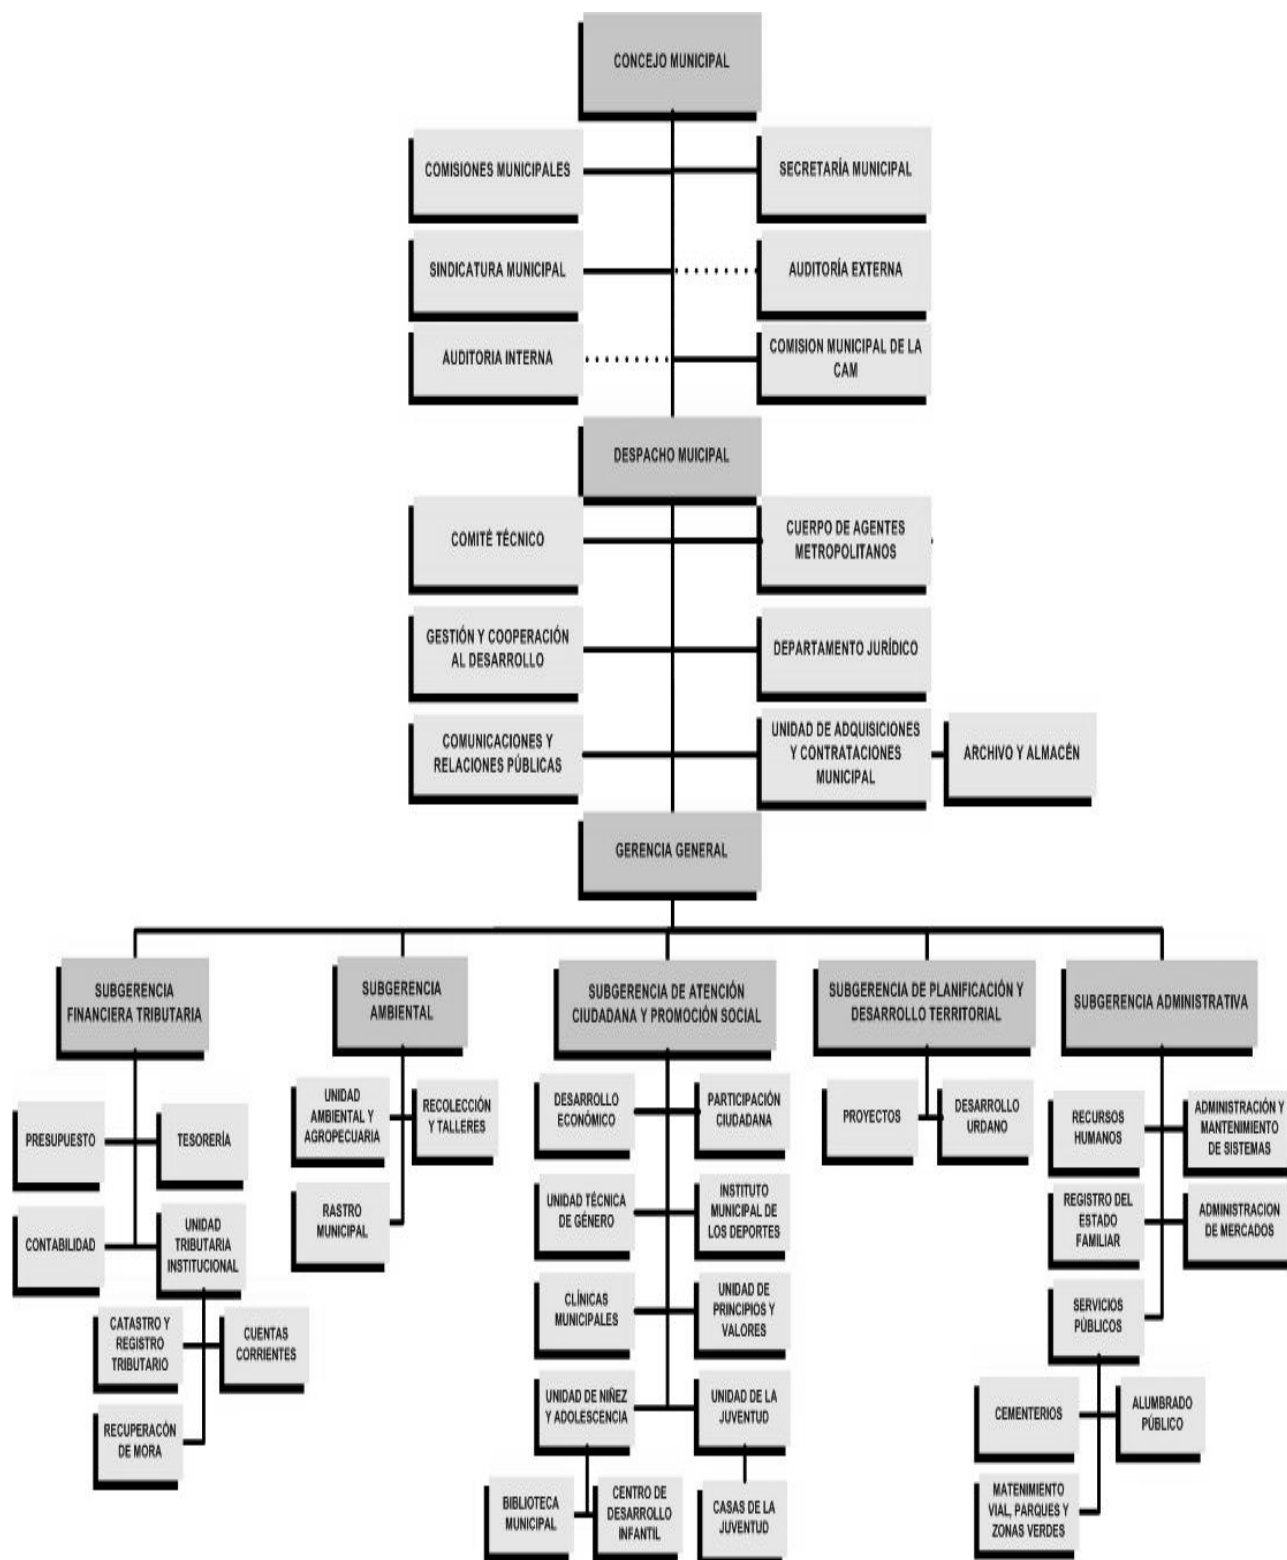 CONCEJO MUNICIPAL
COMISIONES MUNICIPALES
SECRETARÍA MUNICIPAL
SINDICATURA MUNICIPAL
AUDITORÍA EXTERNA
AUDITORIA INTERNA
COMISION MUNICIPAL DE LA
CAM
DESPACHO MUICIPAL
COMITÉ TÉCNICO
CUERPO DE AGENTES
METROPOLITANOS
GESTIÓN Y COOPERACIÓN
AL DESARROLLO
DEPARTAMENTO JURÍDICO
COMUNICACIONES Y
RELACIONES PÚBLICAS
UNIDAD DE ADQUISICIONES
Y CONTRATACIONES
MUNICIPAL
ARCHIVO Y ALMACÉN
GERENCIA GENERAL
SUBGERENCIA
FINANCIERA TRIBUTARIA
SUBGERENCIA
AMBIENTAL
SUBGERENCIA DE ATENCIÓN
CIUDADANA Y PROMOCIÓN SOCIAL
SUBGERENCIA DE PLANIFICACIÓN Y
DESARROLLO TERRITORIAL
SUBGERENCIA ADMINISTRATIVA
PRESUPUESTO
TESORERÍA
CONTABILIDAD
UNIDAD
TRIBUTARIA
INSTITUCIONAL
CATASTRO Y
REGISTRO
TRIBUTARIO
CUENTAS
CORRIENTES
RECUPERACÓN
DE MORA
UNIDAD
AMBIENTAL Y
AGROPECUARIA
RECOLECCIÓN
Y TALLERES
RASTRO
MUNICIPAL
DESARROLLO
ECONÓMICO
PARTICIPACIÓN
CIUDADANA
UNIDAD TÉCNICA
DE GÉNERO
INSTITUTO
MUNICIPAL DE
LOS DEPORTES
CLÍNICAS
MUNICIPALES
UNIDAD DE
PRINCIPIOS Y
VALORES
UNIDAD DE NIÑEZ
Y ADOLESCENCIA
UNIDAD DE LA
JUVENTUD
BIBLIOTECA
MUNICIPAL
CENTRO DE
DESARROLLO
INFANTIL
CASAS DE LA
JUVENTUD
PROYECTOS
DESARROLLO
URDANO
RECURSOS
HUMANOS
ADMINISTRACIÓN Y
MANTENIMIENTO
DE SISTEMAS
REGISTRO DEL
ESTADO
FAMILIAR
ADMINISTRACION
DE MERCADOS
SERVICIOS
PÚBLICOS
CEMENTERIOS
ALUMBRADO
PÚBLICO
MATENIMIENTO
VIAL, PARQUES Y
ZONAS VERDES